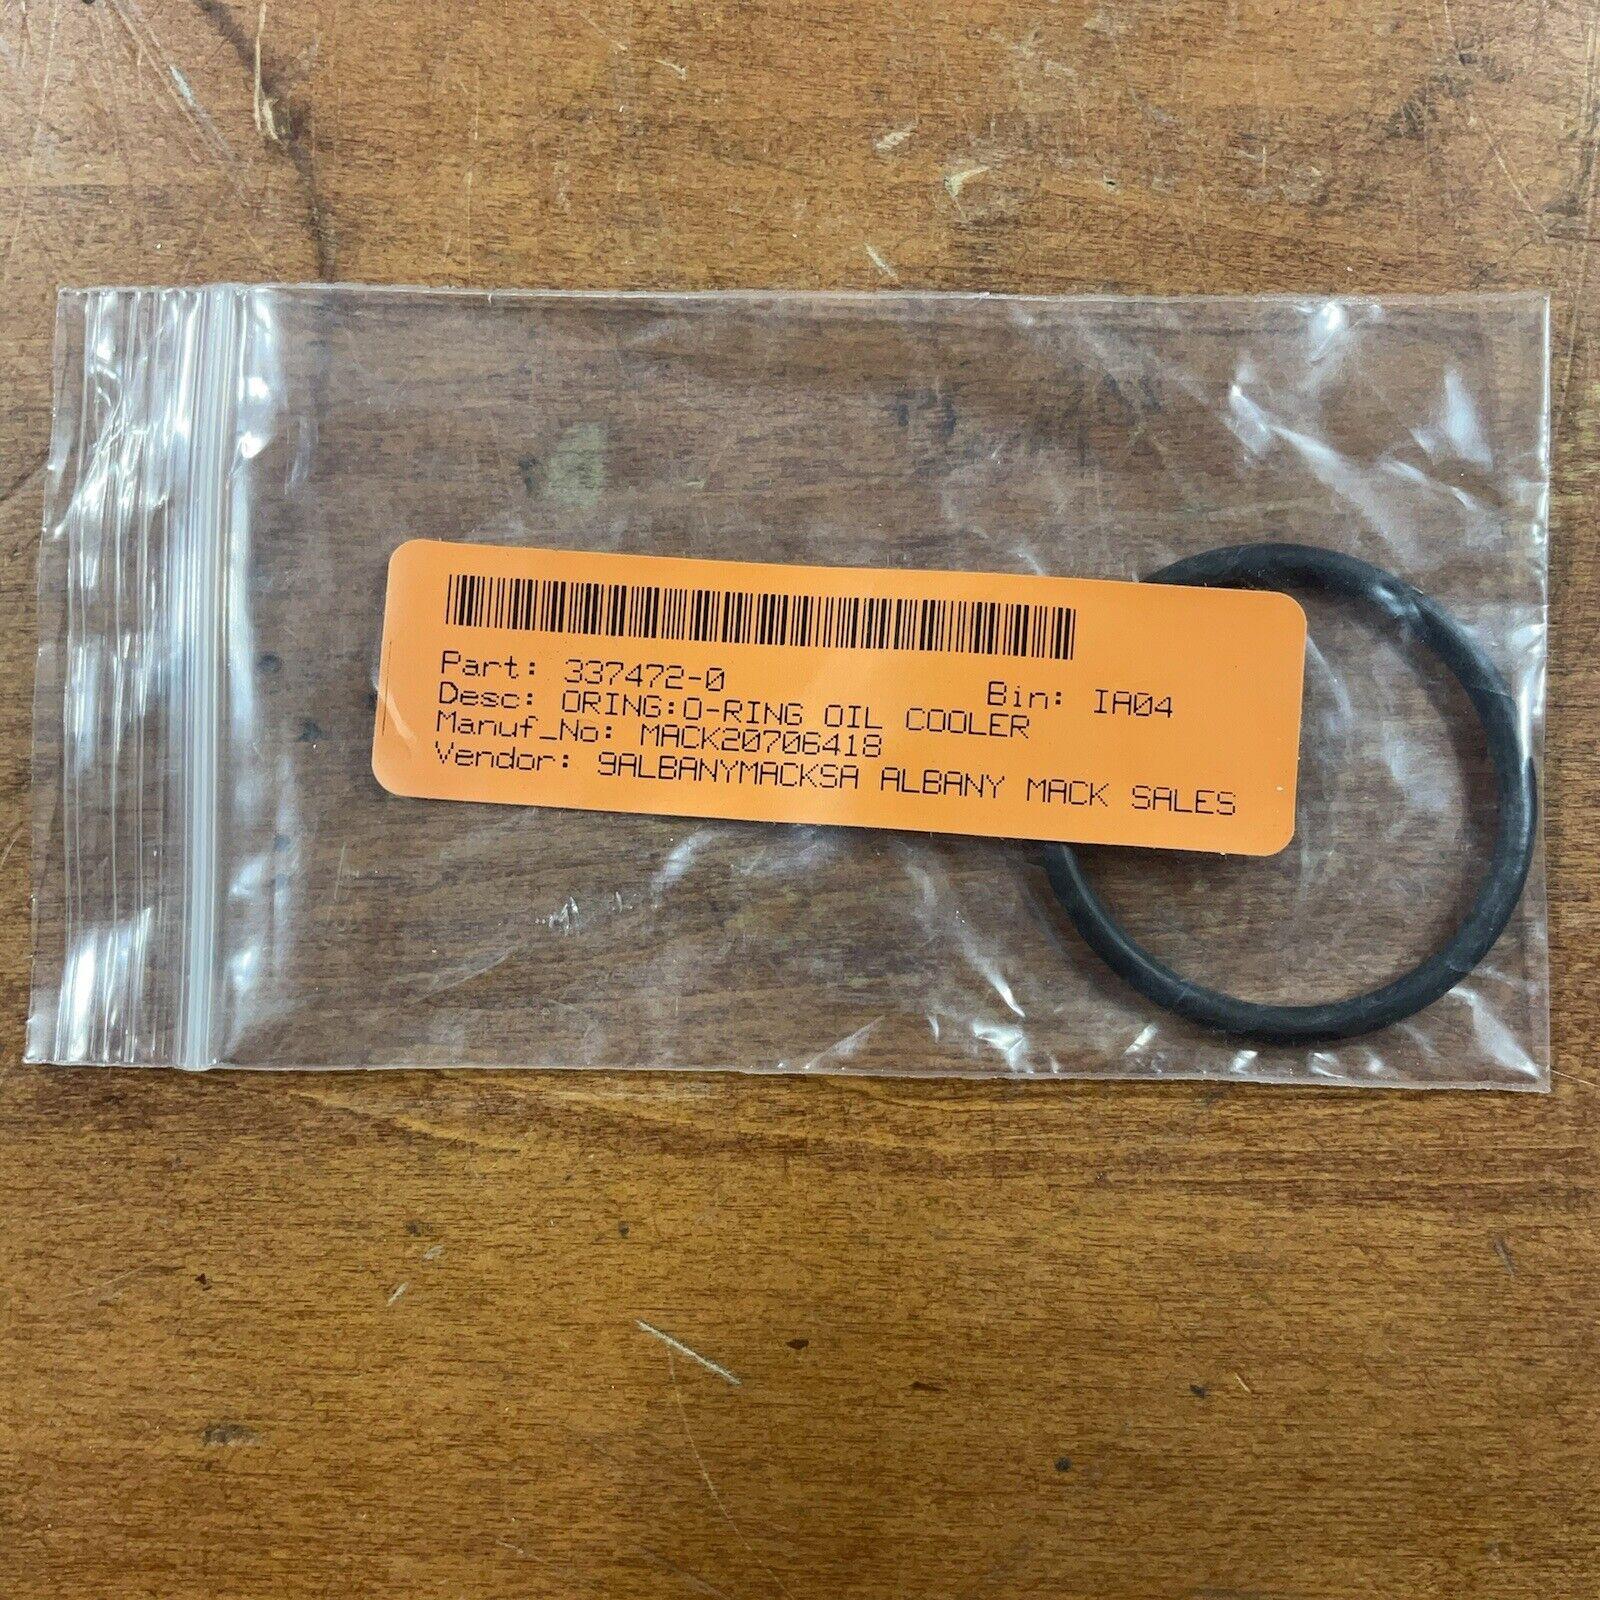 Part: 337472-0 Bin: IA04
Desc: ORING:O-RING OIL COOLER
Manuf_No: MACK20706418
Vendor: 9ALBANYMACKSA ALBANY MACK SALES